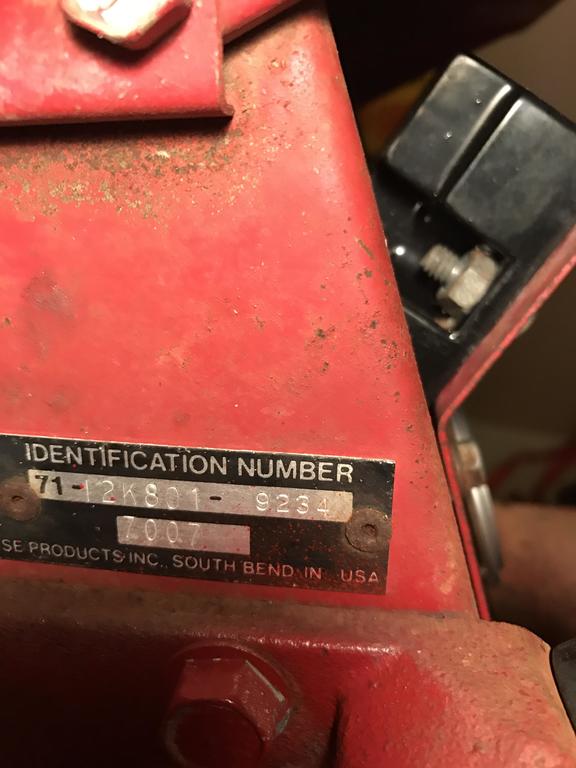 IDENTIFICATION NUMBER
71-12K801- 9234
7007
SE PRODUCTS INC., SOUTH BEND IN USA